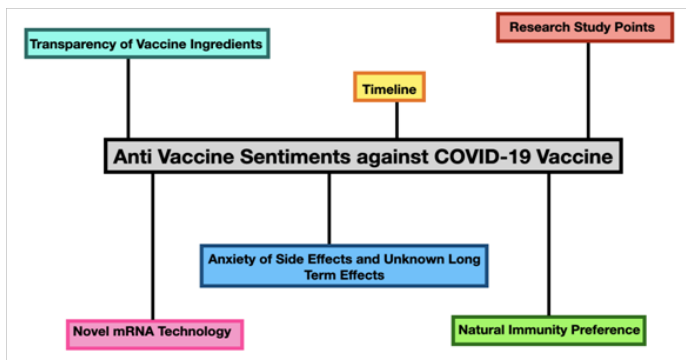 Research Study Points
Transparency of Vaccine Ingredients
Timeline
Anti Vaccine Sentiments against COVID-19 Vaccine
Anxiety of Side Effects and Unknown Long
Term Effects
Novel mRNA Technology
Natural Immunity Preference